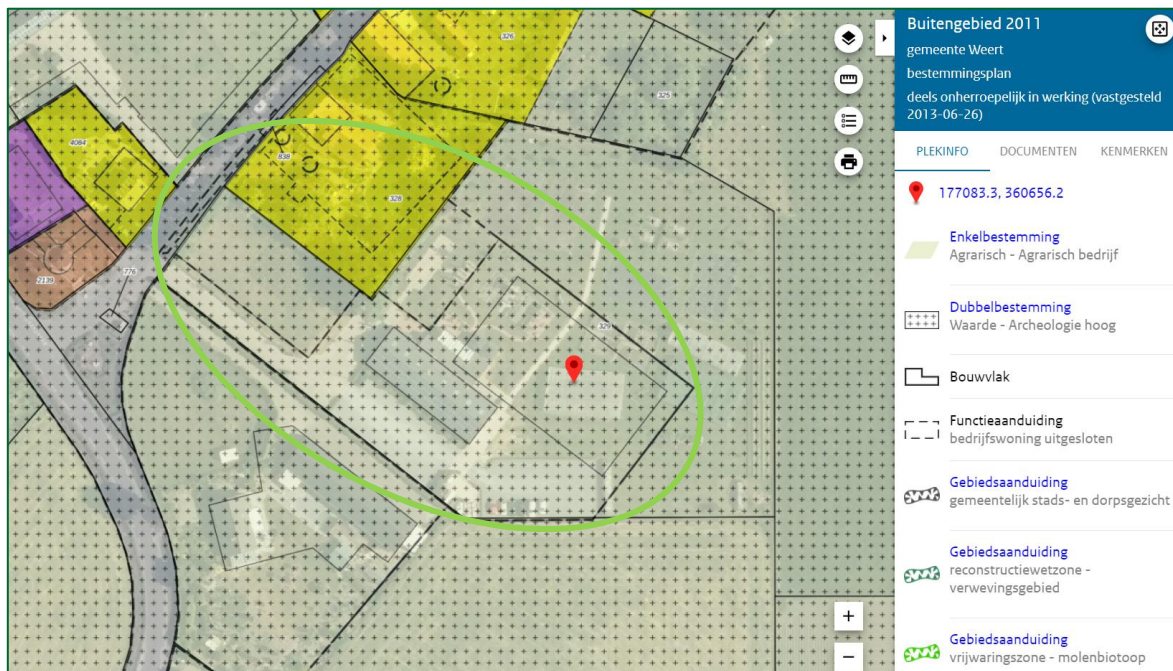 Buitengebied 2011
gemeente Weert
bestemmingsplan
deels onherroepelijk in werking (vastgesteld
2013-06-26)
PLEKINFO DOCUMENTEN KENMERKEN
177083.3, 360656.2
Enkelbestemming
Agrarisch - Agrarisch bedrijf
Dubbelbestemming
Waarde - Archeologie hoog
Bouwvlak
Functieaanduiding
bedrijfswoning uitgesloten
Gebiedsaanduiding
gemeentelijk stads- en dorpsgezicht
Gebiedsaanduiding
reconstructiewetzone -
verwevingsgebied
Gebiedsaanduiding
vrijwaringszone - molenbiotoop
326
325
4084
838
328
2139
776
329